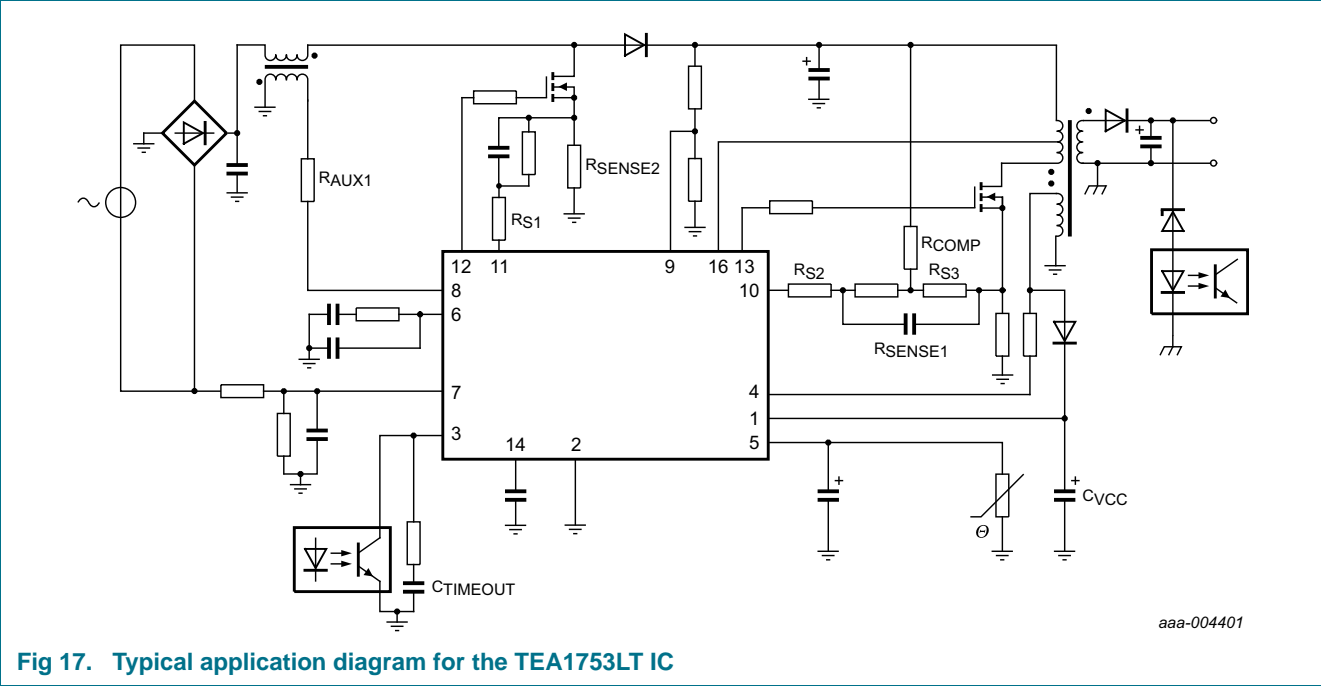 RAUX1
RSENSE2
RS1
12 11 9 16 13
RCOMP
8
10
RS2
RS3
6
RSENSE1
7
4
3
1
14 2 5
CVCC
Θ
CTIMEOUT
aaa-004401
Fig 17. Typical application diagram for the TEA1753LT IC